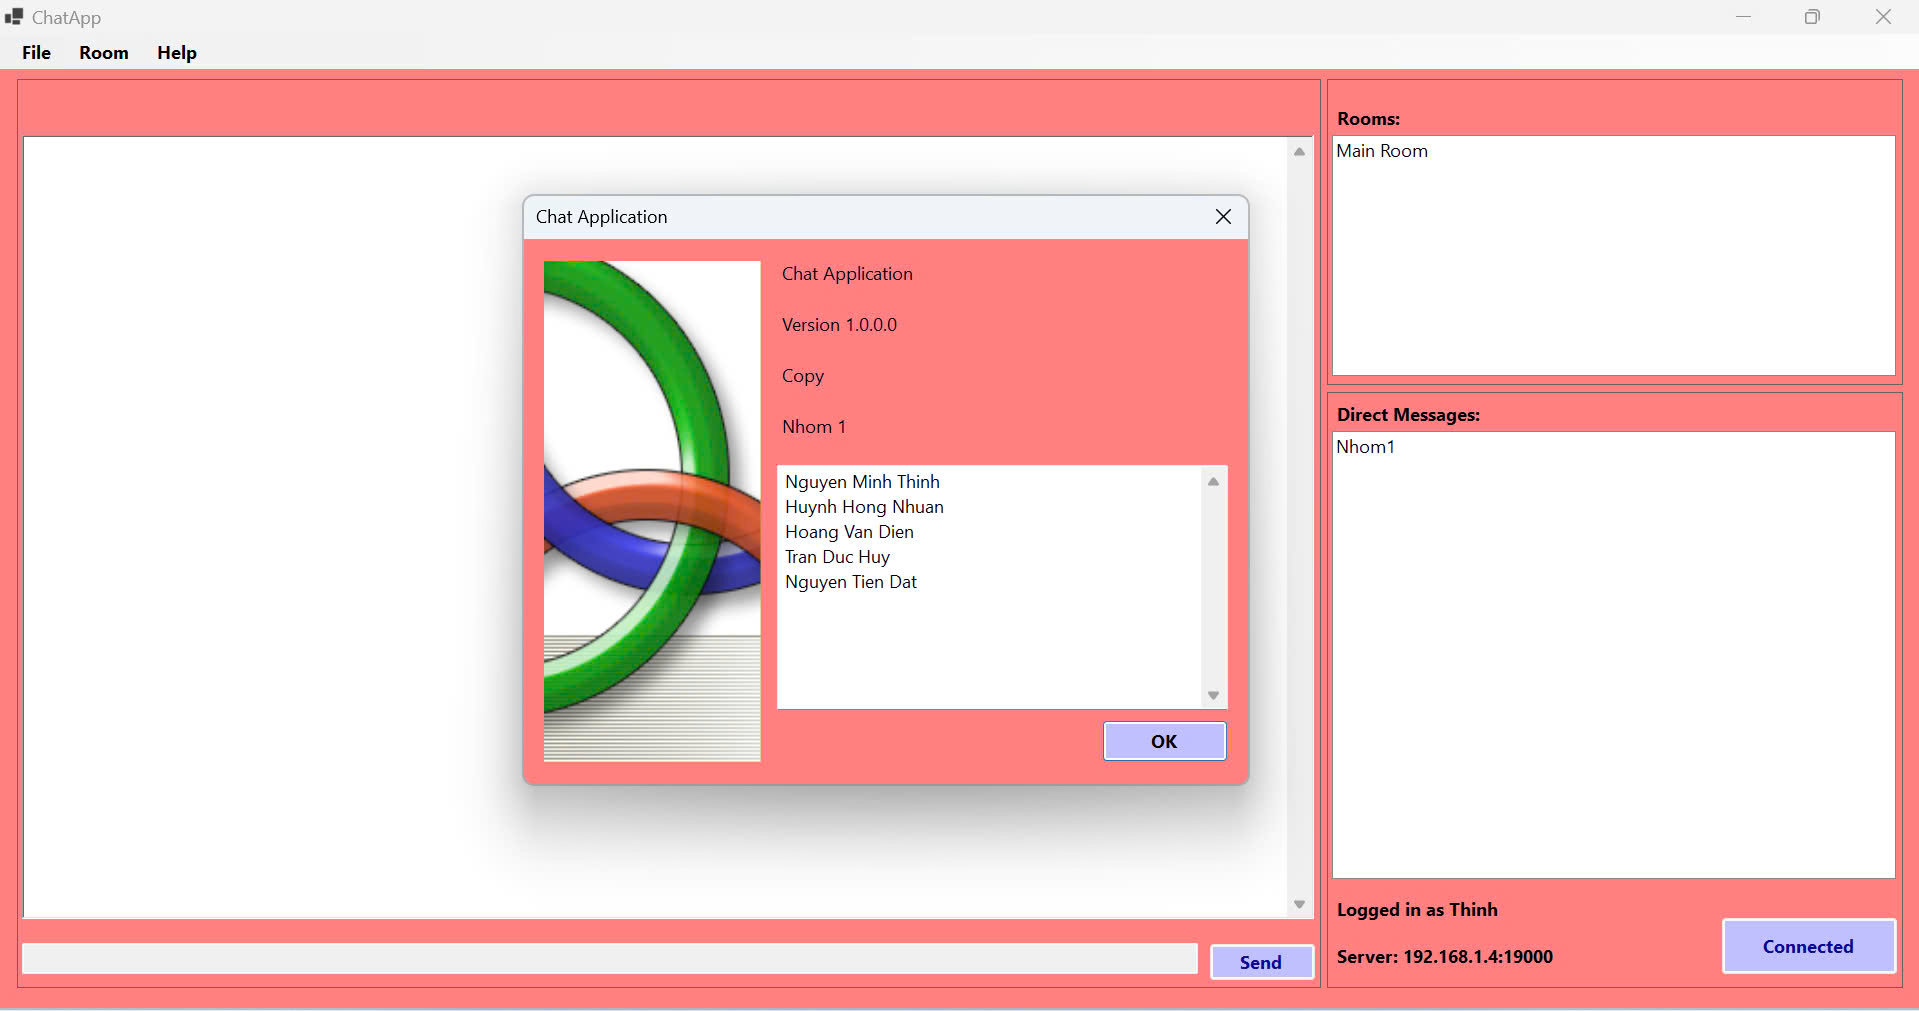 ChatApp
File Room Help
Rooms:
Main Room
Chat Application
Chat Application
Version 1.0.0.0
Copy
Nhom 1
Nguyen Minh Thinh
Huynh Hong Nhuan
Hoang Van Dien
Tran Duc Huy
Nguyen Tien Dat
OK
Direct Messages:
Nhom1
Logged in as Thinh
Server: 192.168.1.4:19000
Connected
Send